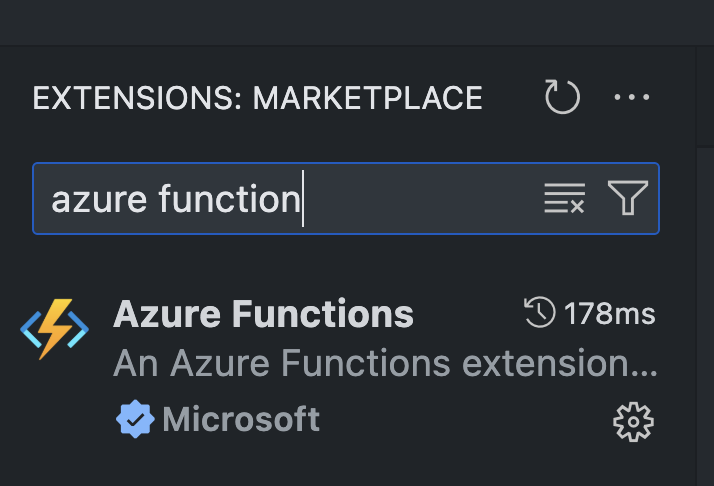 EXTENSIONS: MARKETPLACE
azure function
Azure Functions 178ms
An Azure Functions extension...
Microsoft